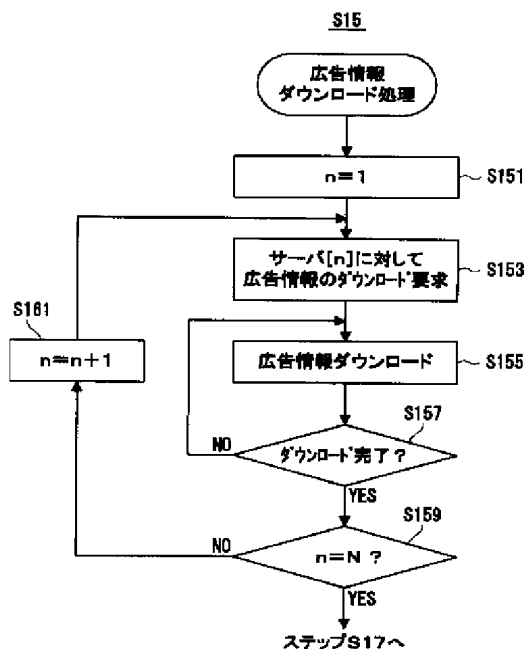 S15
広告情報
ダウンロード処理
n=1
S151
サーバ[n]に対して
広告情報のダウンロード要求
S153
S161
n=n+1
広告情報ダウンロード
S155
S157
NO
ダウンロード完了?
YES
S159
NO
n=N ?
YES
ステップS17へ